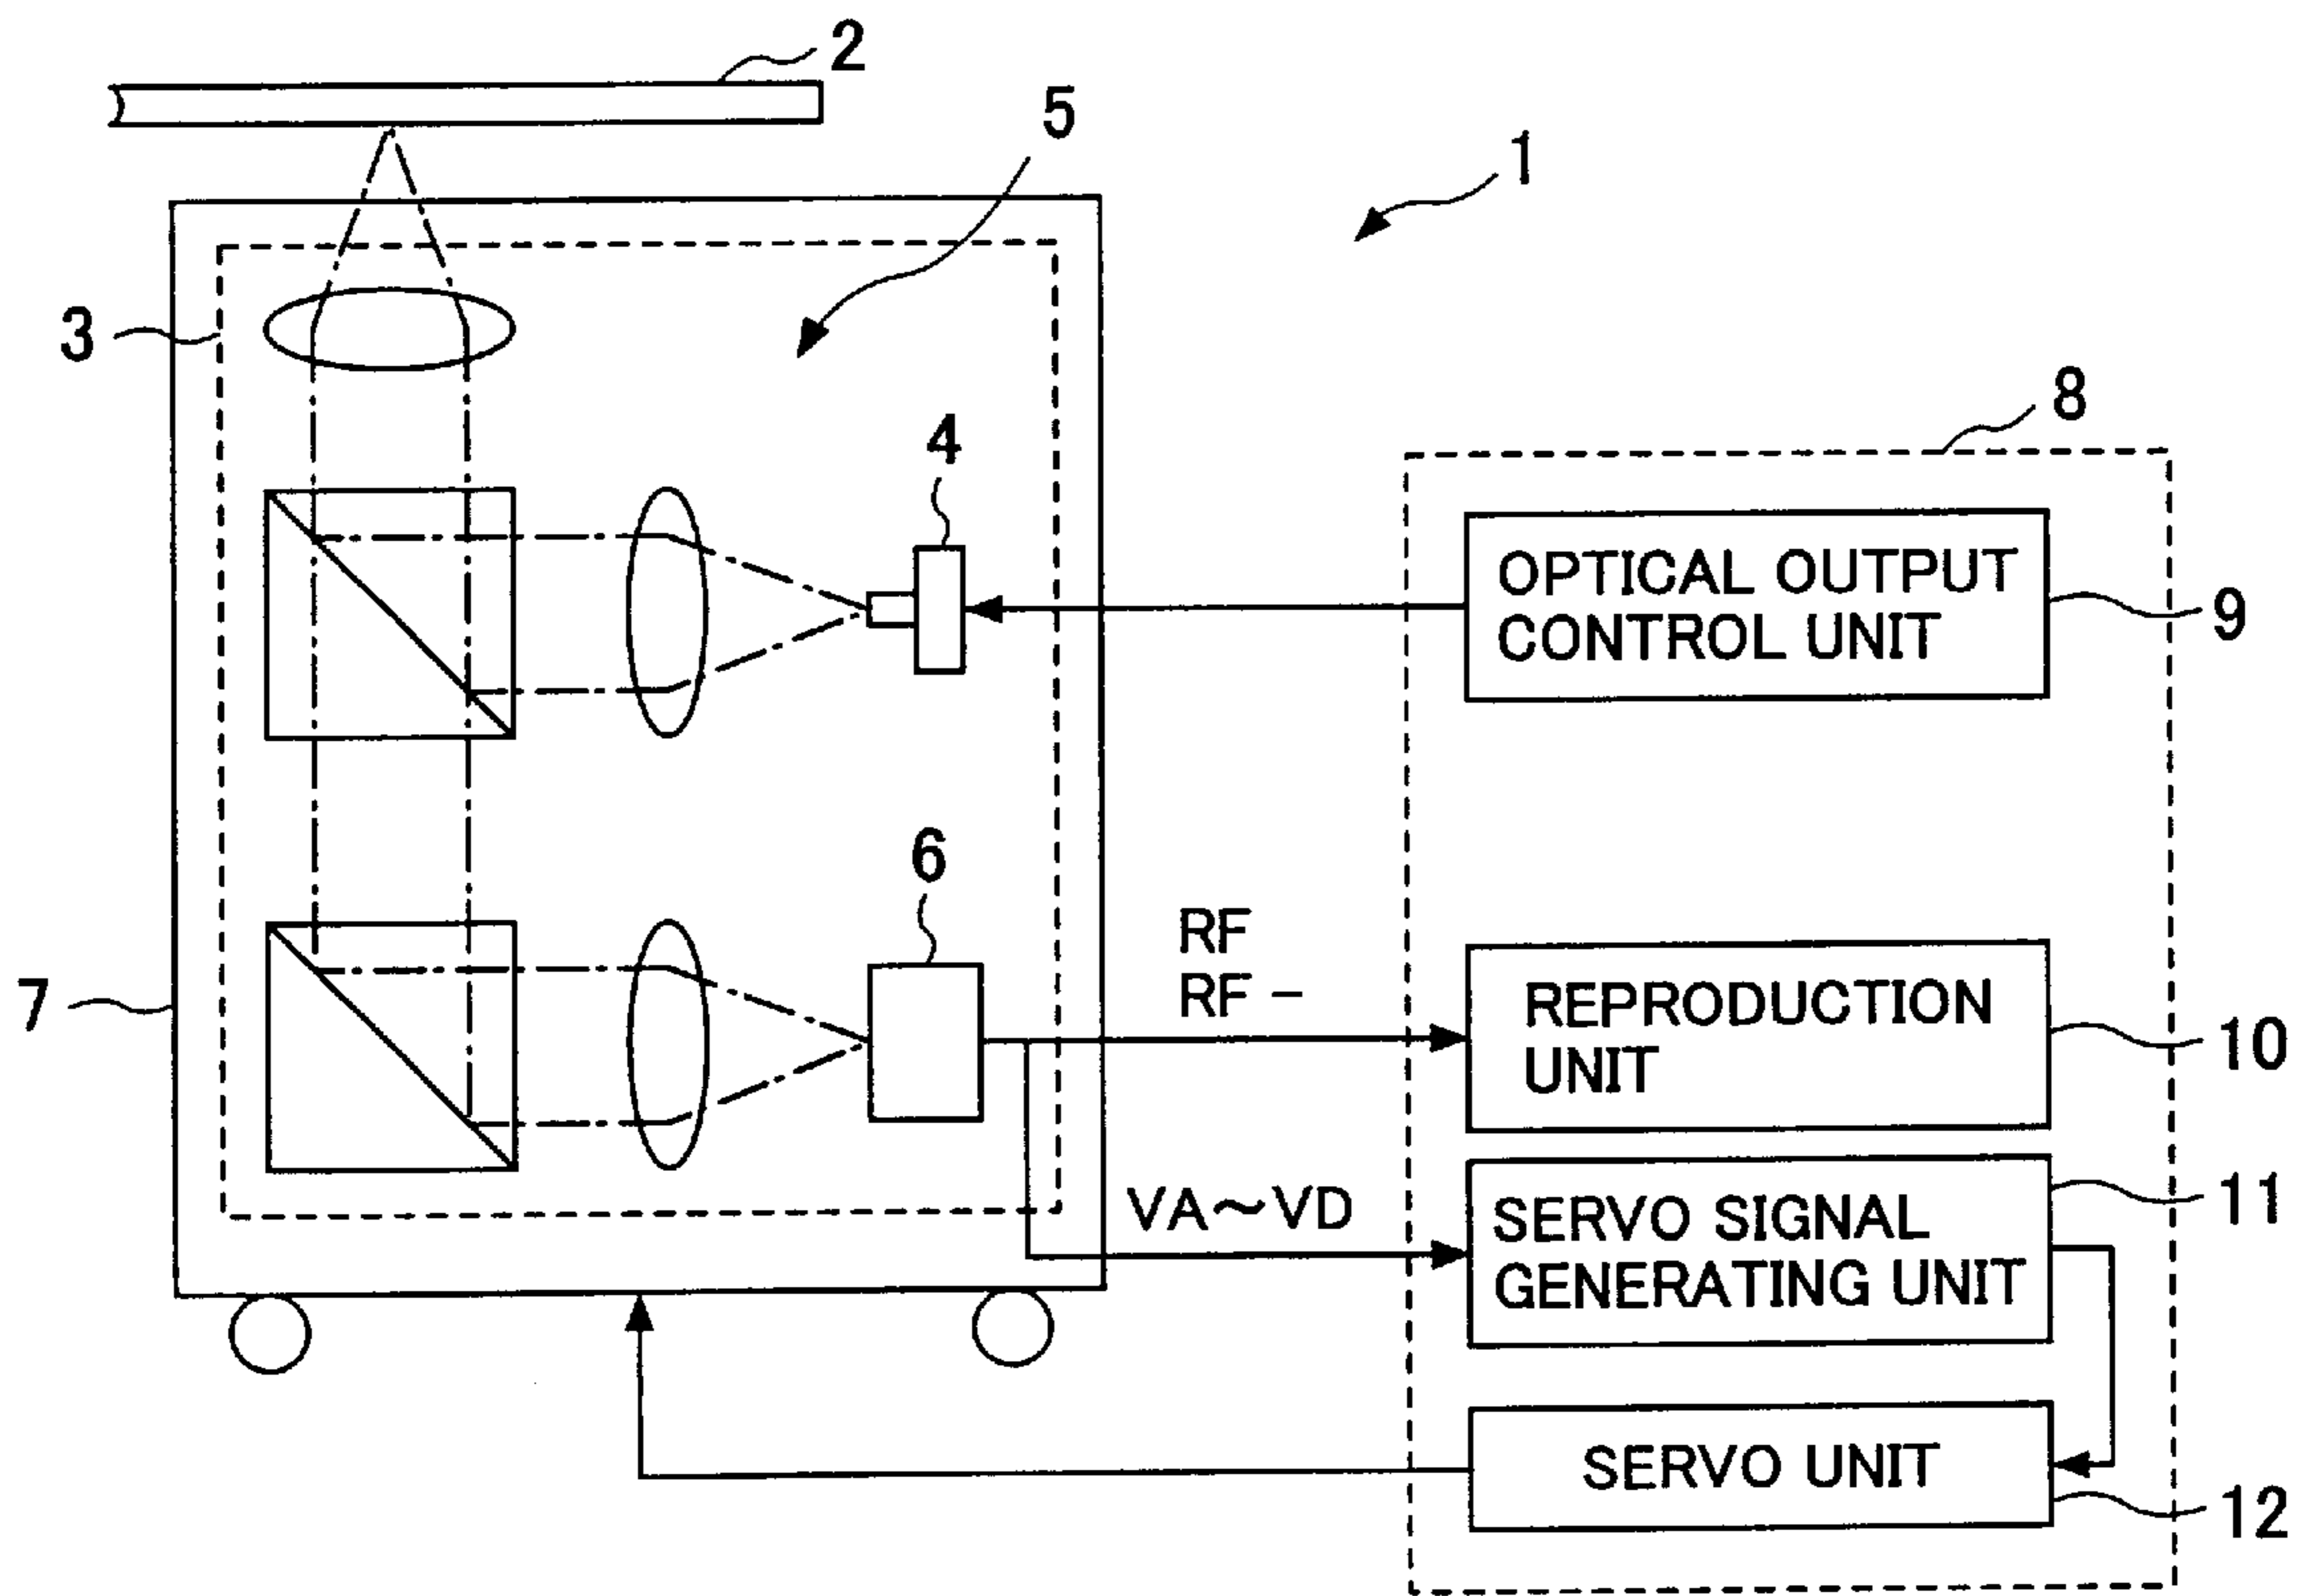 2
5
1
3
8
4
OPTICAL OUTPUT
CONTROL UNIT
9
6
RF
RF −
7
REPRODUCTION
UNIT
10
VA～VD
SERVO SIGNAL
GENERATING UNIT
11
SERVO UNIT
12